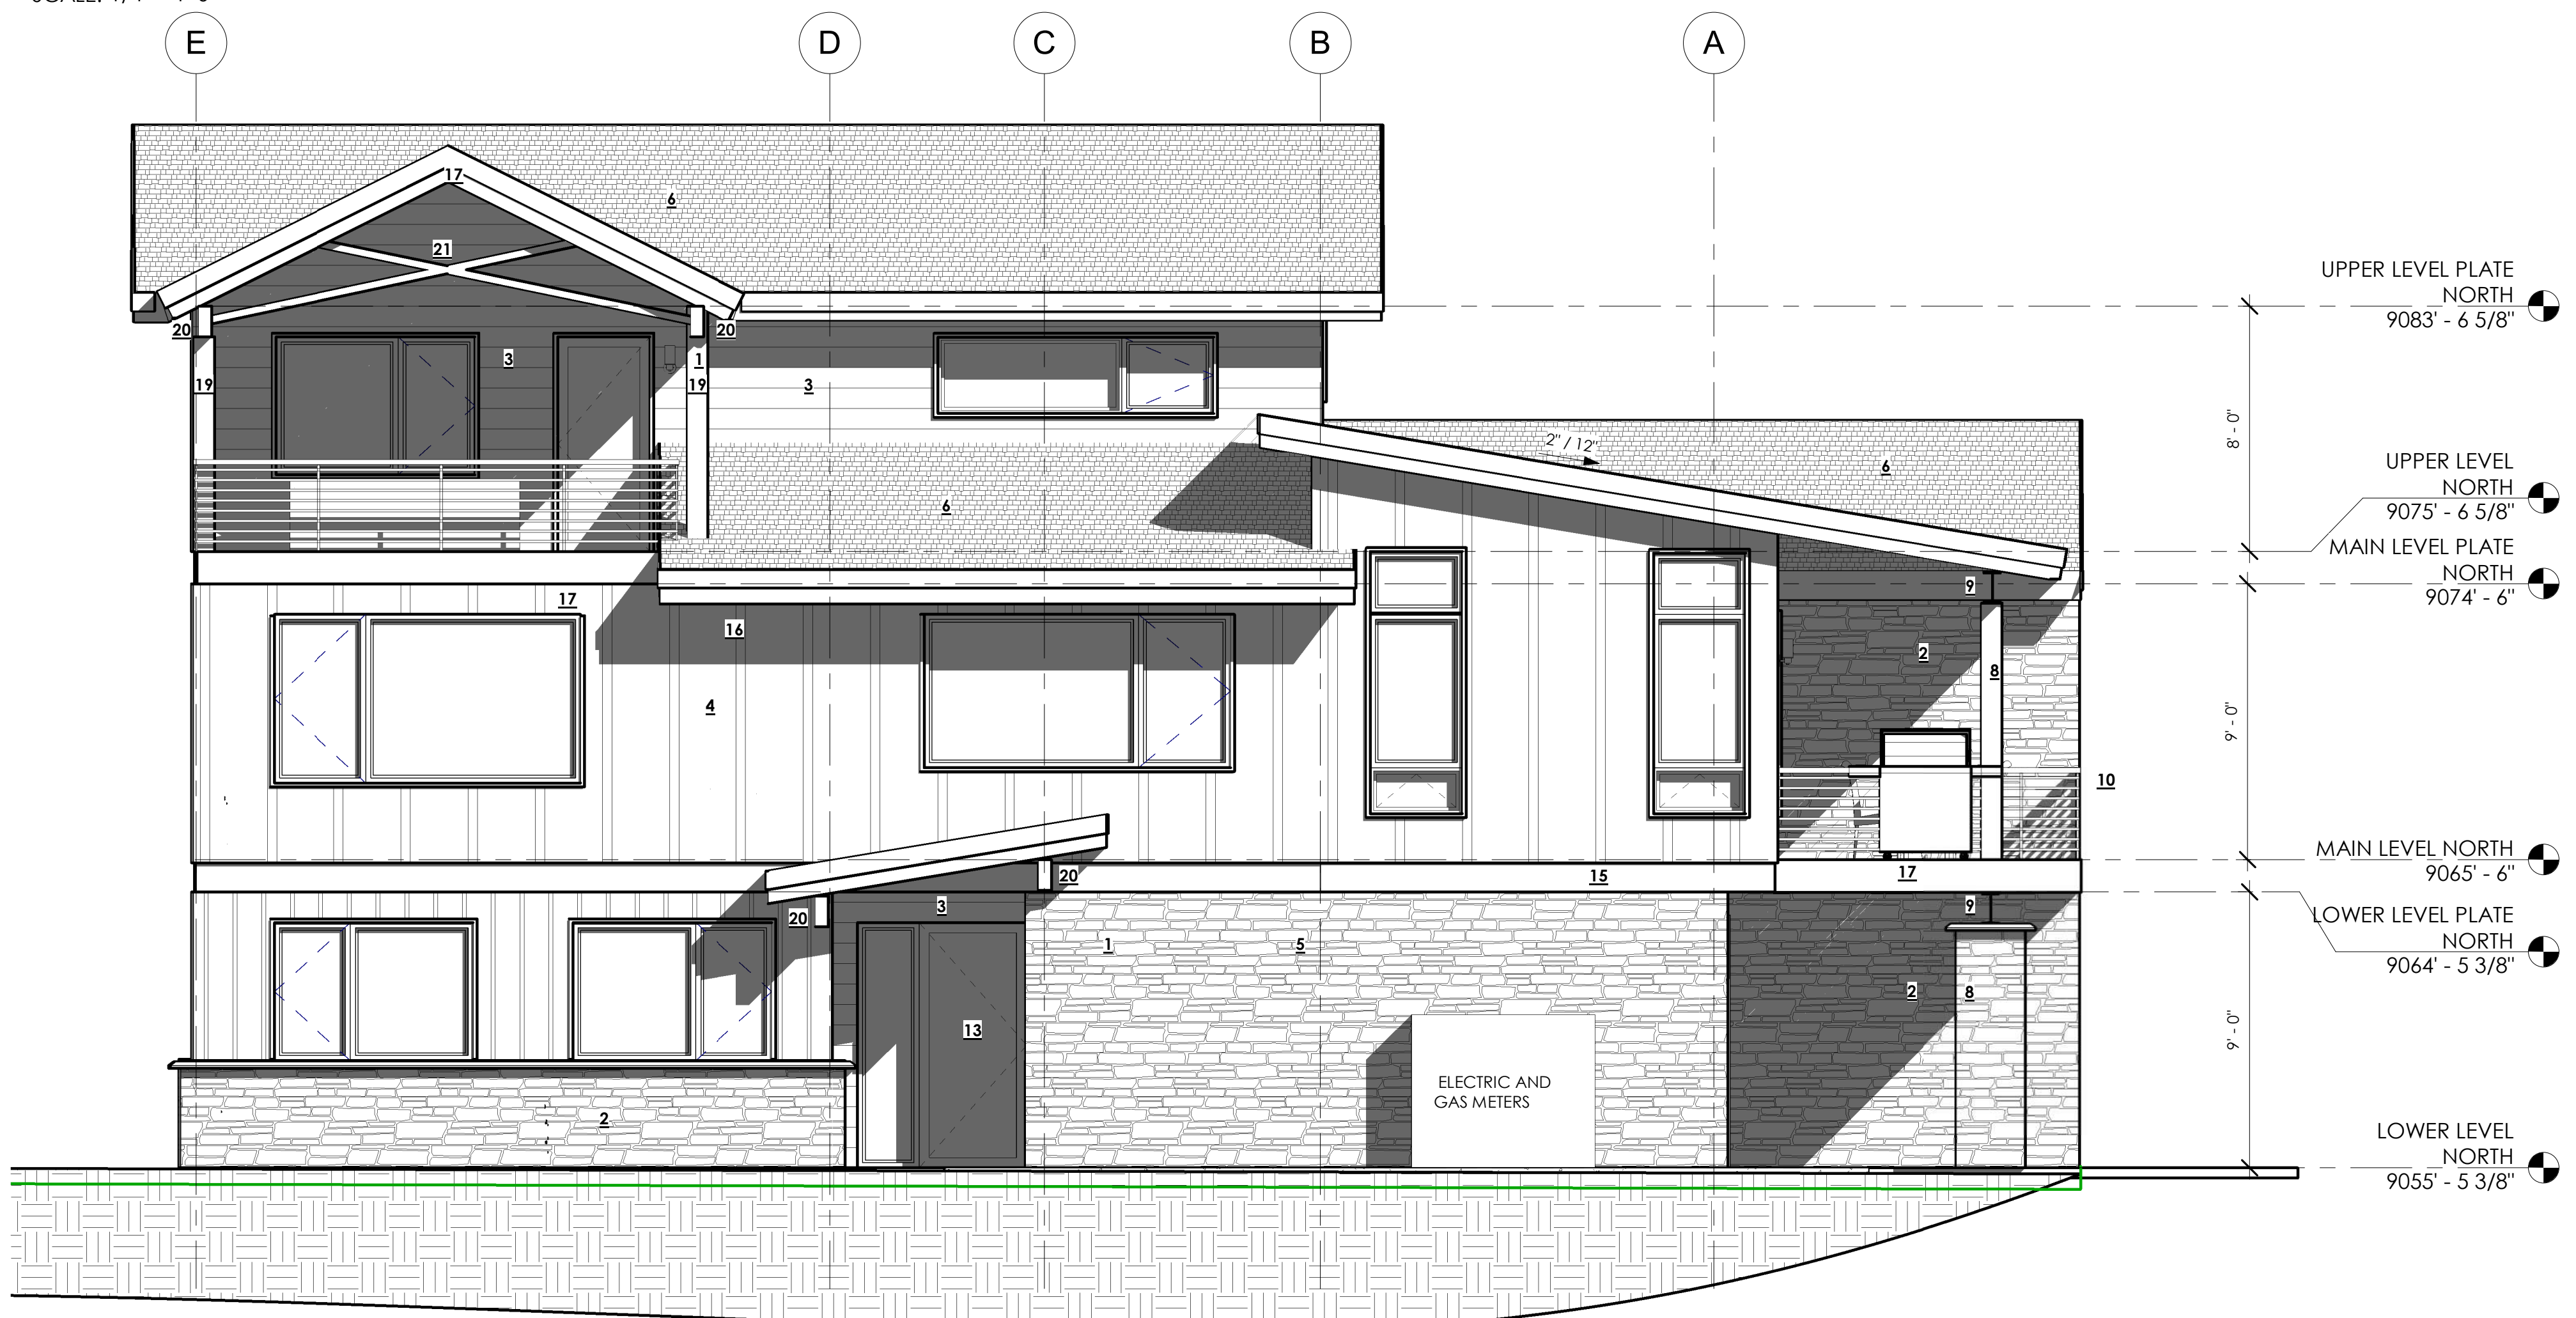 E
D
C
B
A
17
6
21
UPPER LEVEL PLATE
NORTH
9083' - 6 5/8"
20
20
3
1
19
19
3
8' - 0"
2" / 12"
6
6
UPPER LEVEL
NORTH
9075' - 6 5/8"
MAIN LEVEL PLATE
NORTH
9074' - 6"
9
17
16
2
8
4
9' - 0"
10
MAIN LEVEL NORTH
9065' - 6"
20
15
17
3
20
9
LOWER LEVEL PLATE
NORTH
9064' - 5 3/8"
1
5
2
8
13
9' - 0"
ELECTRIC AND
GAS METERS
2
LOWER LEVEL
NORTH
9055' - 5 3/8"